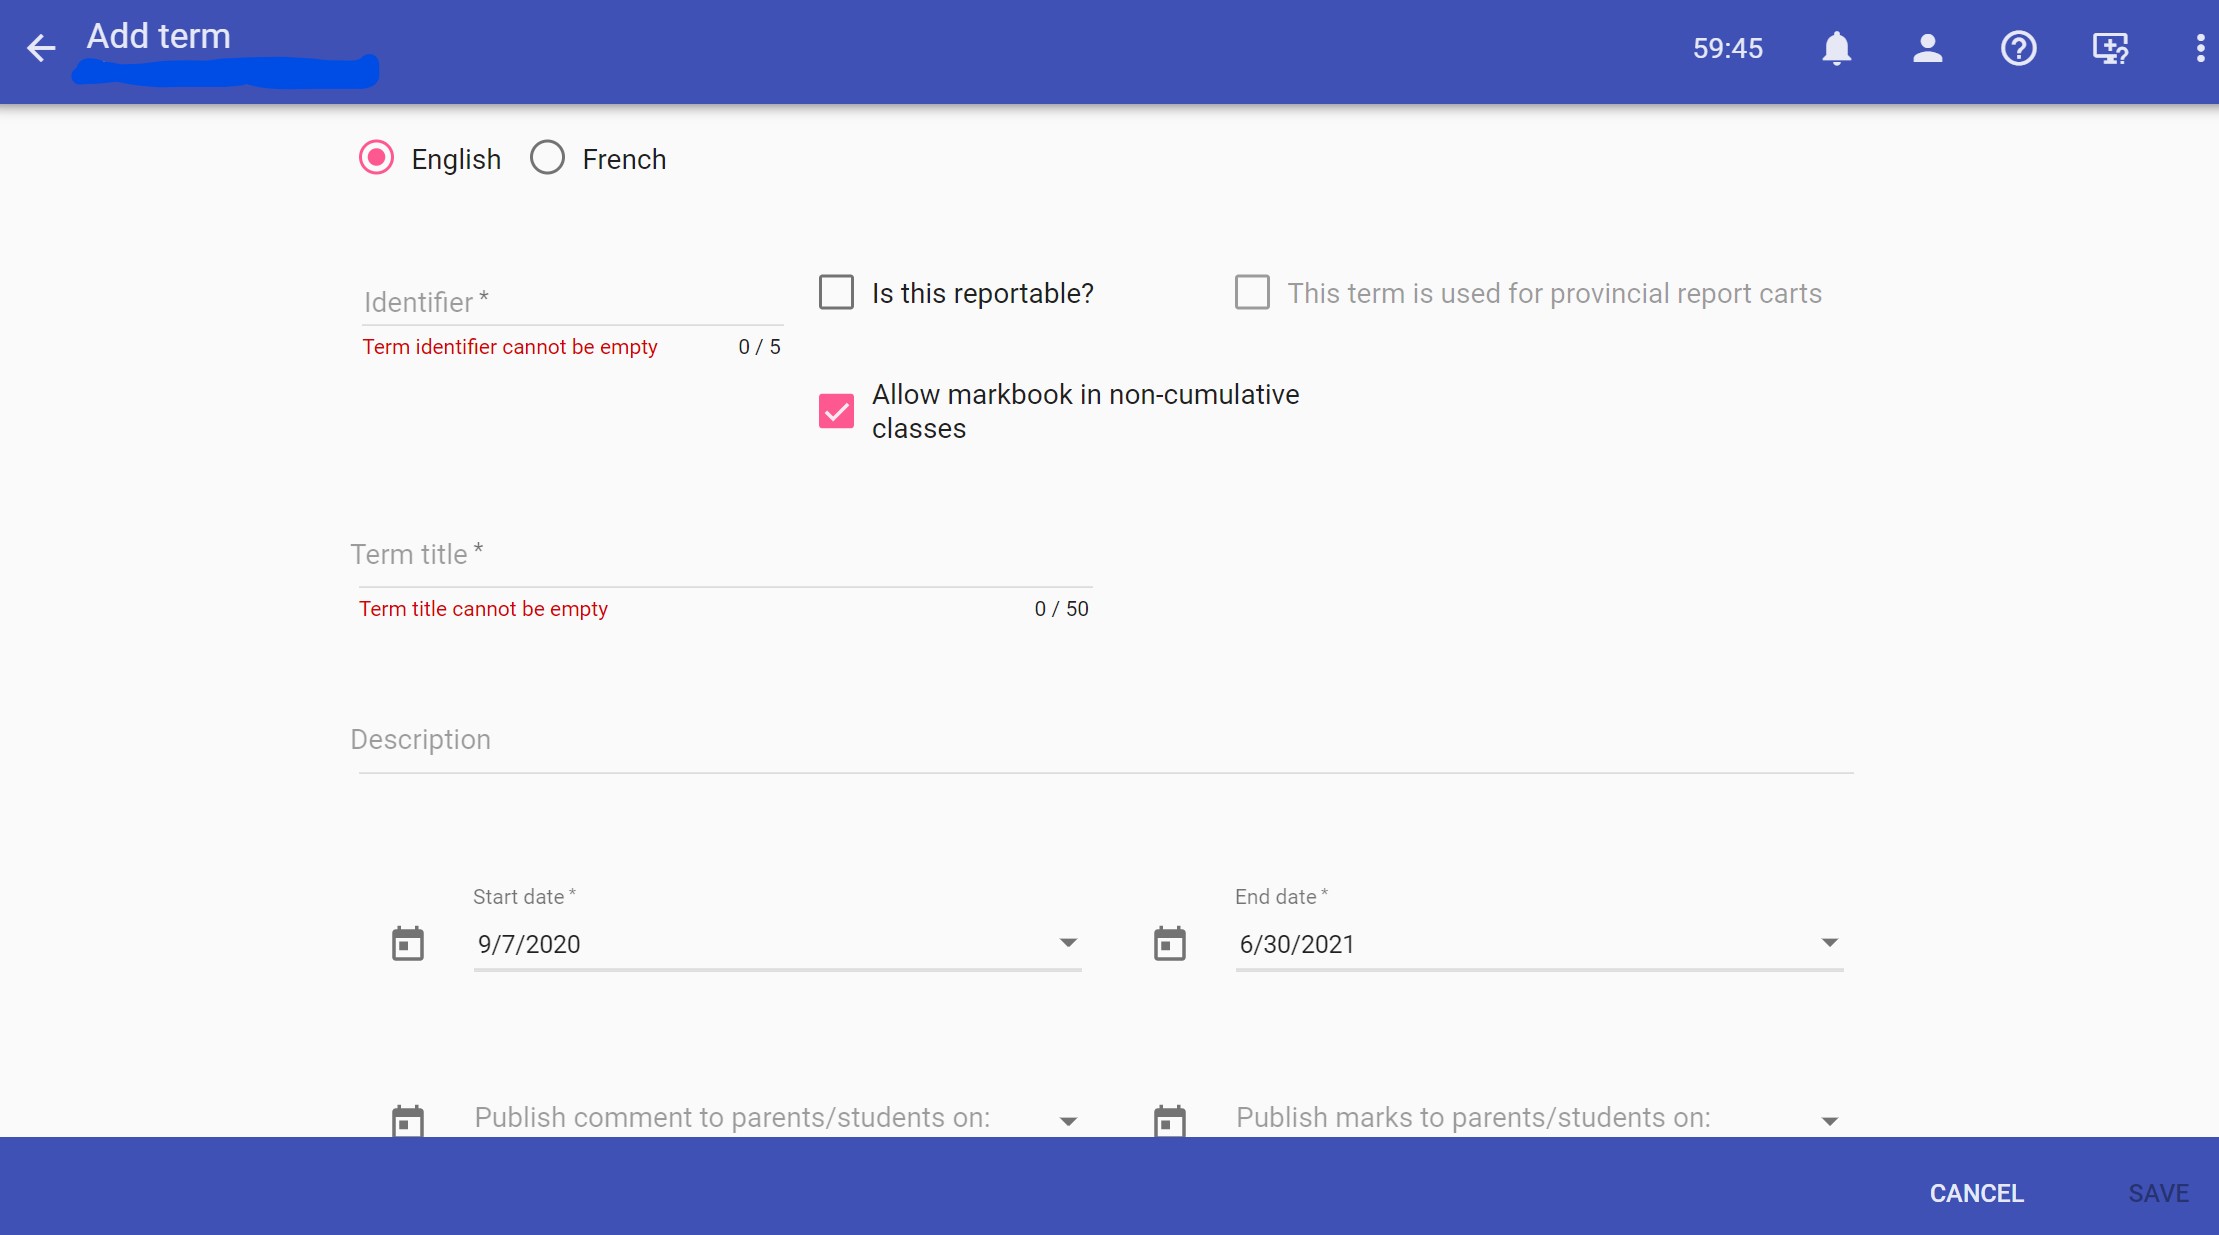 Add term
59:45
English
French
Identifier *
Is this reportable?
This term is used for provincial report carts
Term identifier cannot be empty
0 / 5
Allow markbook in non-cumulative
classes
Term title *
Term title cannot be empty
0 / 50
Description
Start date *
End date *
9/7/2020
6/30/2021
Publish comment to parents/students on:
Publish marks to parents/students on:
CANCEL
SAVE